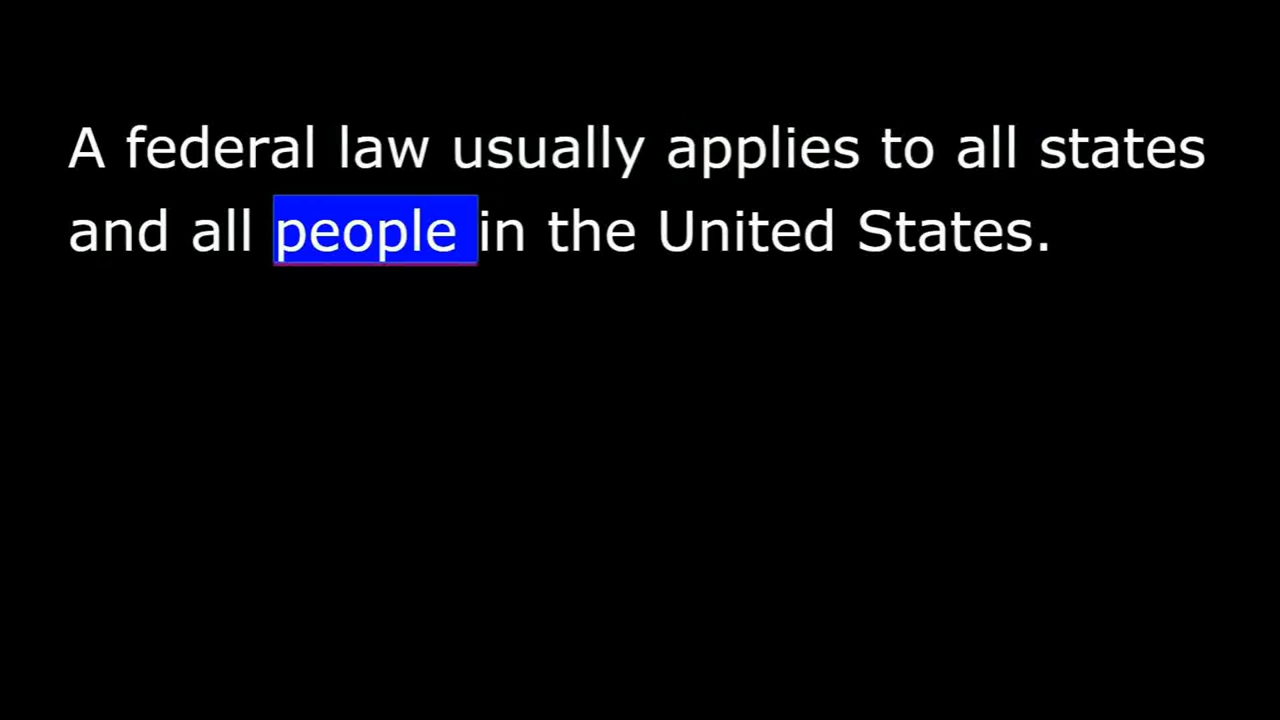 A federal law usually applies to all states
and all people in the United States.